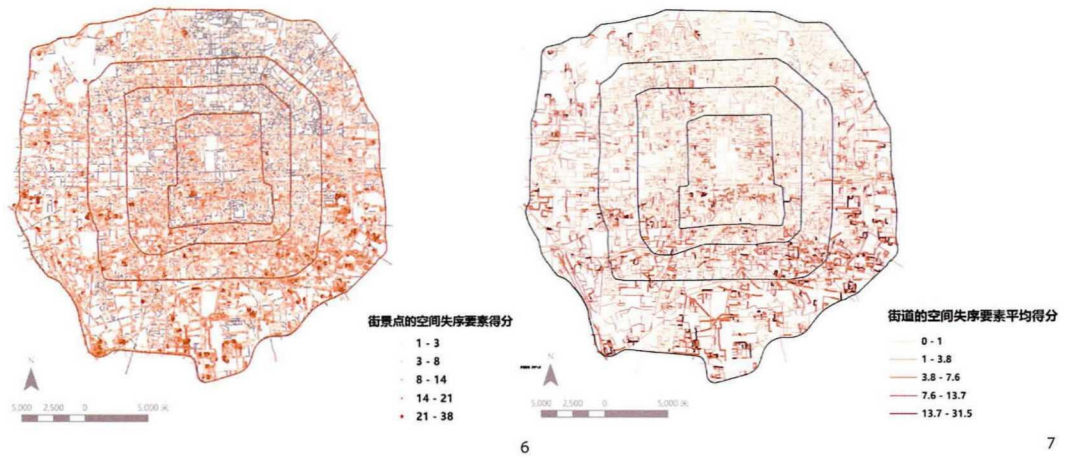 街景点的空间失序要素得分
1 - 3
3 - 8
8 - 14
14 - 21
21 - 38
N
5,000 2,500 0 5,000 米
6
街道的空间失序要素平均得分
0 - 1
1 - 3.8
3.8 - 7.6
7.6 - 13.7
13.7 - 31.5
N
5,000 2,500 0 5,000 米
7